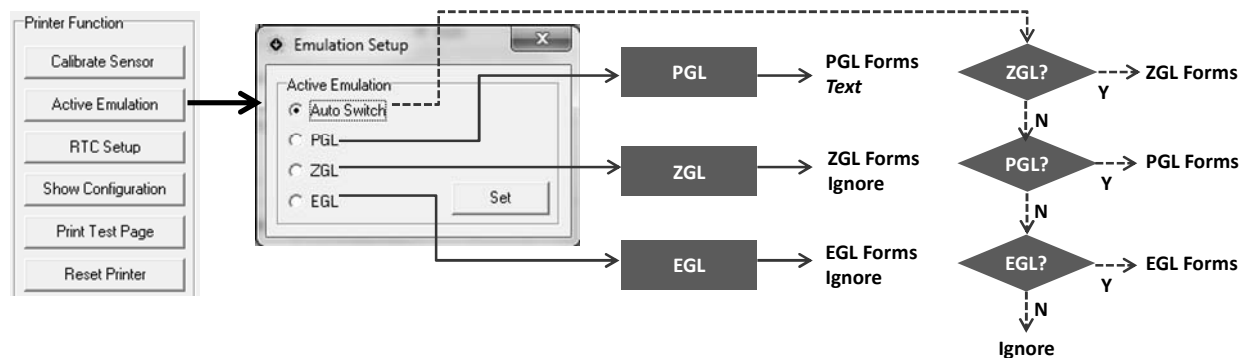 Printer Function
Calibrate Sensor
Active Emulation
RTC Setup
Show Configuration
Print Test Page
Reset Printer
Emulation Setup
X
Active Emulation
Auto Switch
PGL
ZGL
EGL
Set
PGL
PGL Forms
Text
ZGL
ZGL Forms
Ignore
EGL
EGL Forms
Ignore
ZGL?
Y
ZGL Forms
N
PGL?
Y
PGL Forms
N
EGL?
Y
EGL Forms
N
Ignore